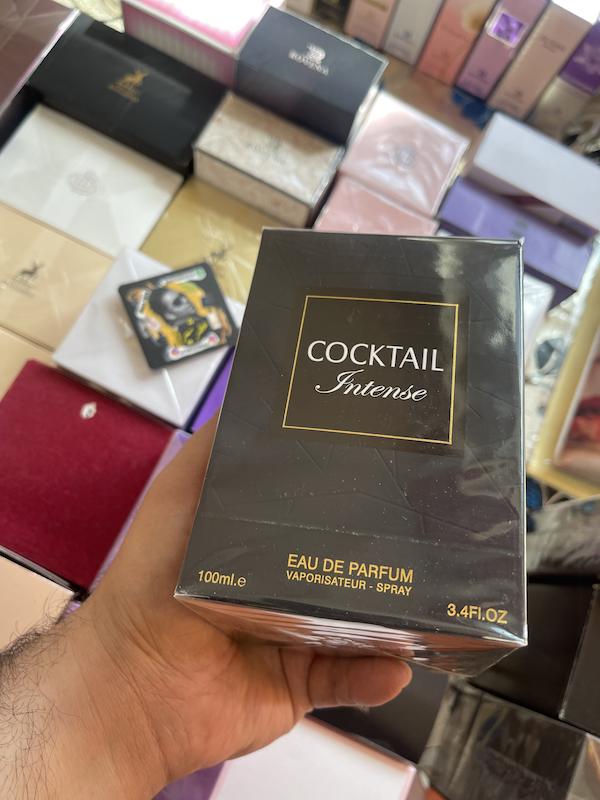 COCKTAIL
Intense
EAU DE PARFUM
VAPORISATEUR - SPRAY
100ml.e
3.4Fl.OZ